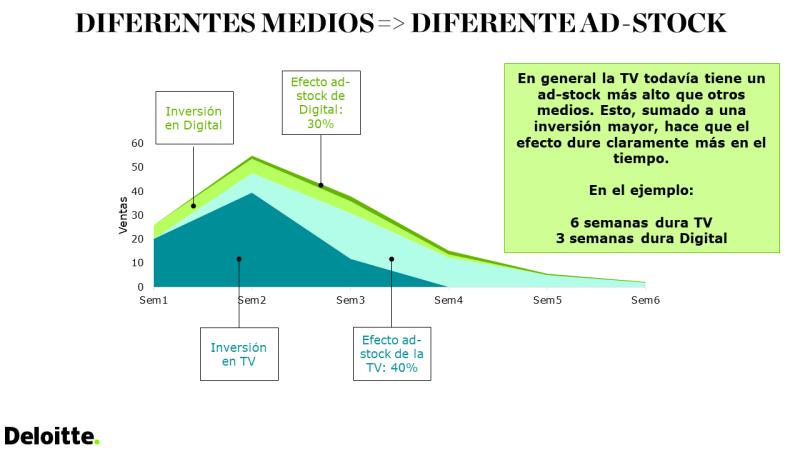 DIFERENTES MEDIOS => DIFERENTE AD-STOCK
Inversión
en Digital
Efecto ad-
stock de
Digital:
30%
En general la TV todavía tiene un
ad-stock más alto que otros
medios. Esto, sumado a una
inversión mayor, hace que el
efecto dure claramente más en el
tiempo.
En el ejemplo:
6 semanas dura TV
3 semanas dura Digital
Ventas
60
50
40
30
20
10
0
Sem1
Sem2
Sem3
Sem4
Sem5
Sem6
Inversión
en TV
Efecto ad-
stock de la
TV: 40%
Deloitte.